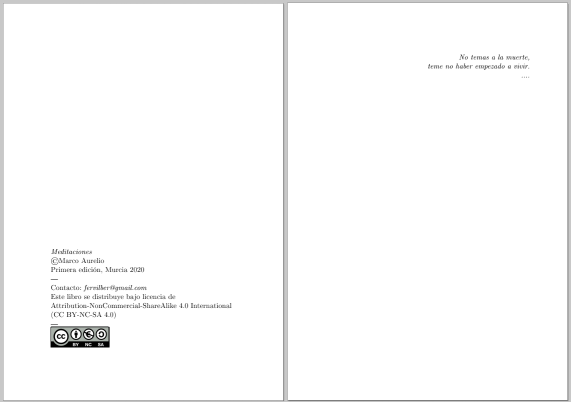 Meditaciones
©Marco Aurelio
Primera edición, Murcia 2020
—
Contacto: fervilber@gmail.com
Este libro se distribuye bajo licencia de
Attribution-NonCommercial-ShareAlike 4.0 International
(CC BY-NC-SA 4.0)
—
cc BY NC SA
No temas a la muerte,
teme no haber empezado a vivir.
....